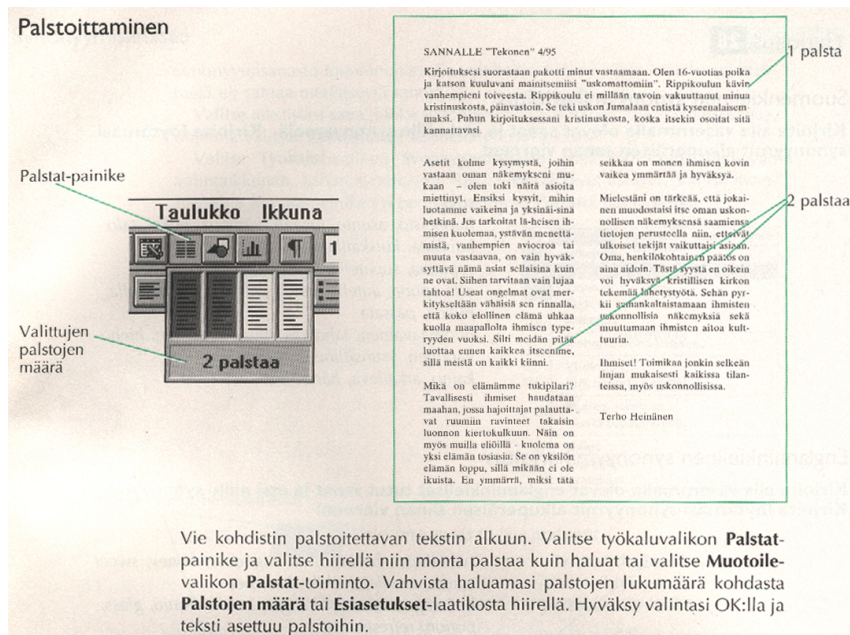 Palstoittaminen
SANNALLE "Tekonen" 4/95
1 palsta
Kirjoituksesi suorastaan pakotti minut vastaamaan. Olen 16-vuotias poika
ja katson kuuluvani mainitsemiisi "uskomattomiin". Rippikoulun kävin
vanhempieni toiveesta. Rippikoulu ei millään tavoin vakuuttanut minua
kristinuskosta, päinvastoin. Se teki uskon Jumalaan entistä kyseenalaisem-
maksi. Puhun kirjoituksessani kristinuskosta, koska itsekin osoitat sitä
kannattavasi.
Asetit kolme kysymystä, joihin
vastaan oman näkemykseni mu-
kaan – olen toki näitä asioita
miettinyt. Ensiksi kysyit, mihin
luotamme vaikeina ja yksinäi-sinä
hetkinä. Jos tarkoitat lä-heisen ih-
misen kuolemaa, ystävän menettä-
mistä, vanhempien avioeroa tai
muuta vastaavaa, on vain hyväk-
syttävä nämä asiat sellaisina kuin
ne ovat. Siihen tarvitaan vain lujaa
tahtoa! Useat ongelmat ovat mer-
kitykseltään vähäisiä sen rinnalla,
että koko elollinen elämä uhkaa
kuolla maapallolta ihmisen type-
ryyden vuoksi. Silti meidän pitää
luottaa ennen kaikkea itseemme,
sillä meistä on kaikki kiinni.
Mikä on elämämme tukipilari?
Tavallisesti ihmiset haudataan
maahan, jossa hajoittajat palautta-
vat ruumiin ravinteet takaisin
luonnon kiertokulkuun. Näin on
myös muilla eliöillä - kuolema on
yksi elämän tosiasia. Se on yksilön
elämän loppu, sillä mikään ei ole
ikuista. En ymmärrä, miksi tätä
seikkaa on monen ihmisen kovin
vaikea ymmärtää ja hyväksyä.
Mielestäni on tärkeää, että jokai-
nen muodostaisi itse oman uskon-
nollisen näkemyksensä saamiensa
tietojen perusteella niin, etteivät
ulkoiset tekijät vaikuttaisi asiaan.
Oma, henkilökohtainen päätös on
aina aidoin. Tästä syystä en oikein
voi hyväksyä kristillisen kirkon
tekemää lähetystyötä. Sehän pyr-
kii samankaltaistamaan ihmisten
uskonnollisia näkemyksiä sekä
muuttumaan ihmisten aitoa kult-
tuuria.
Ihmiset! Toimikaa jonkin selkeän
linjan mukaisesti kaikissa tilan-
teissa, myös uskonnollisissa.
Terho Heinänen
2 palstaa
Palstat-painike
Taulukko Ikkuna
¶ 1
Valittujen
palstojen
määrä
2 palstaa
Vie kohdistin palstoitettavan tekstin alkuun. Valitse työkaluvalikon Palstat-
painike ja valitse hiirellä niin monta palstaa kuin haluat tai valitse Muotoile-
valikon Palstat-toiminto. Vahvista haluamasi palstojen lukumäärä kohdasta
Palstojen määrä tai Esiasetukset-laatikosta hiirellä. Hyväksy valintasi OK:lla ja
teksti asettuu palstoihin.